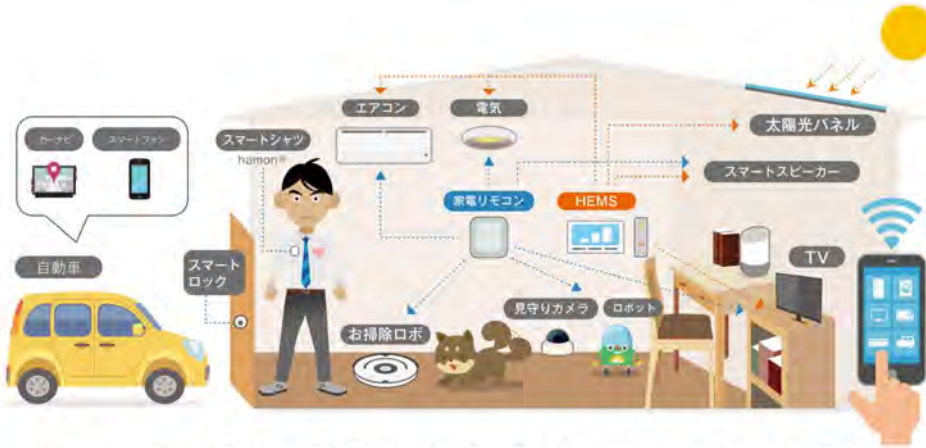 エアコン
電気
太陽光パネル
カーナビ
スマートフォン
スマートシャツ
hamon®
スマートスピーカー
家電リモコン
HEMS
自動車
スマート
ロック
TV
見守りカメラ
ロボット
お掃除ロボ